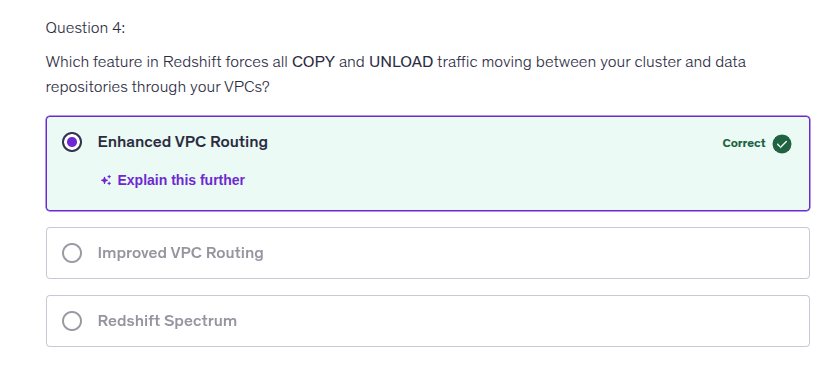 Question 4:
Which feature in Redshift forces all COPY and UNLOAD traffic moving between your cluster and data
repositories through your VPCs?
Enhanced VPC Routing
Correct
Explain this further
Improved VPC Routing
Redshift Spectrum